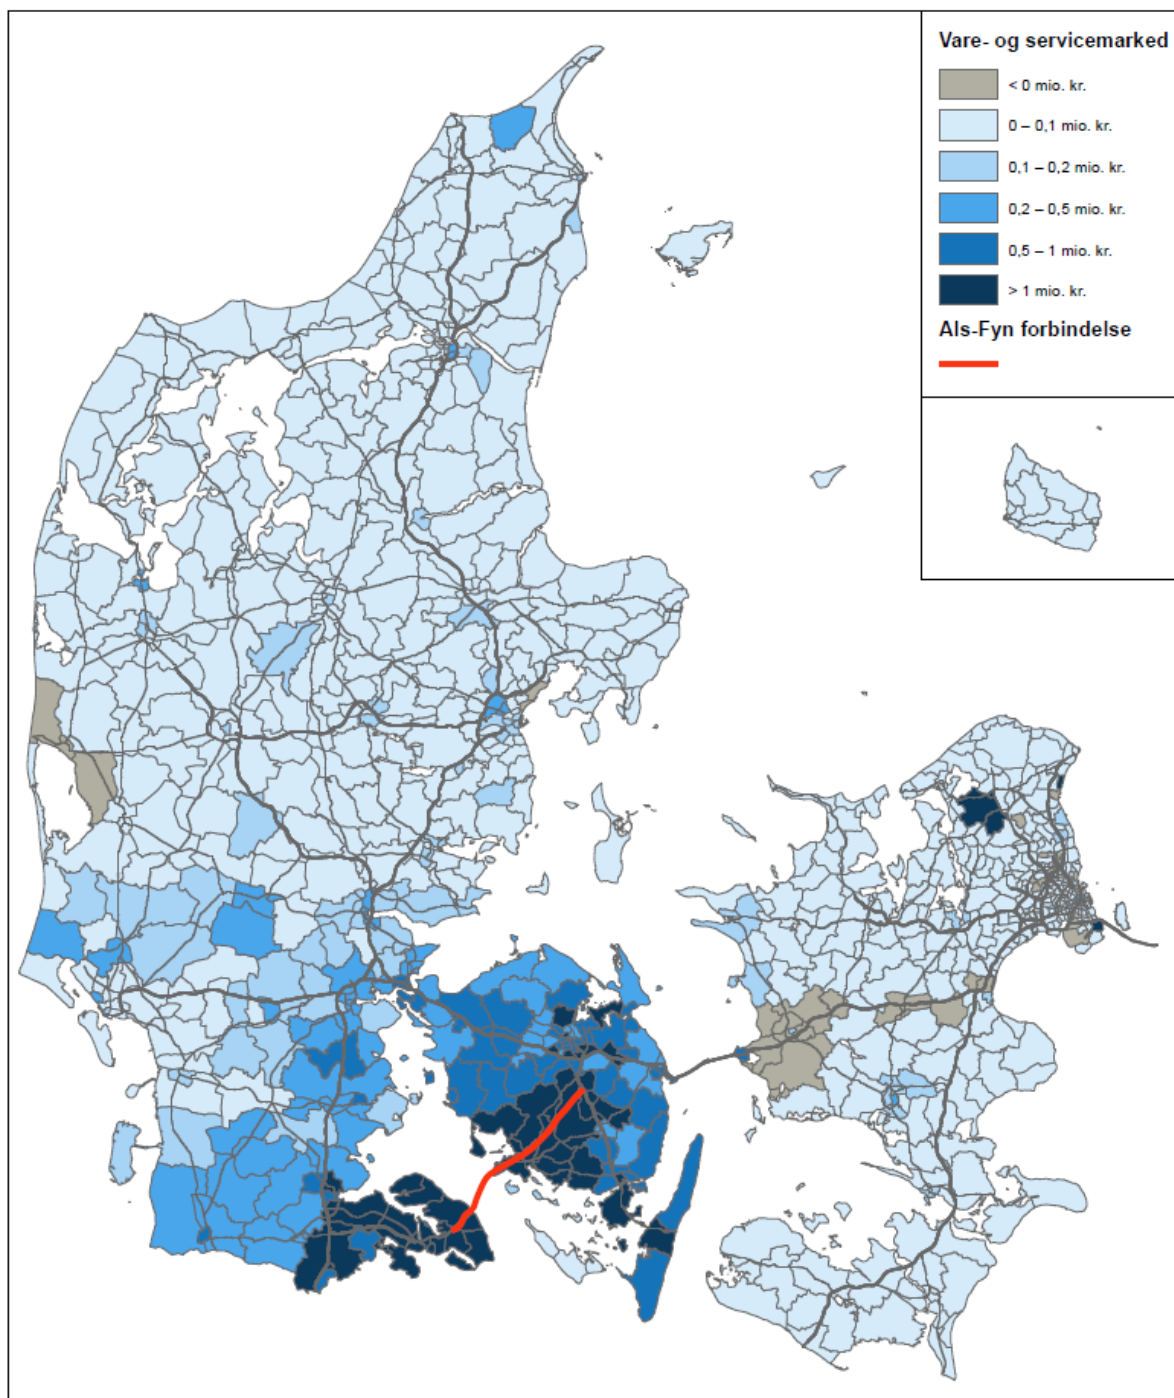 Vare- og servicemarked
< 0 mio. kr.
0 – 0,1 mio. kr.
0,1 – 0,2 mio. kr.
0,2 – 0,5 mio. kr.
0,5 – 1 mio. kr.
> 1 mio. kr.
Als-Fyn forbindelse